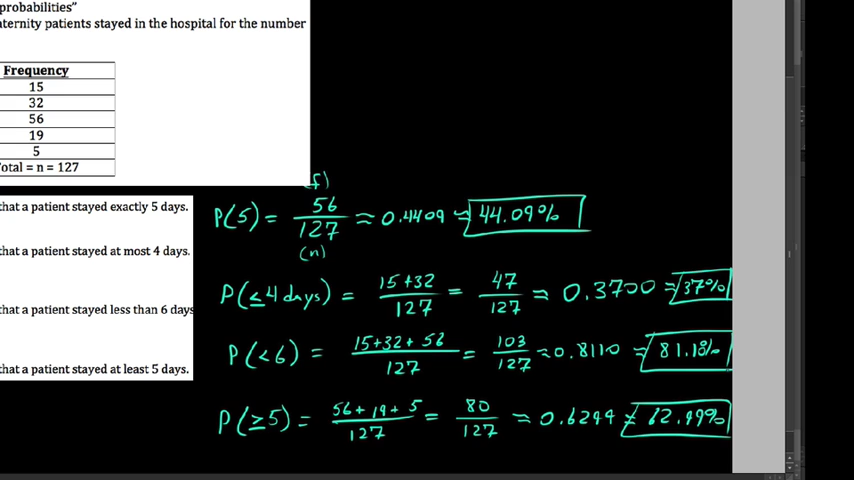 probabilities"
aternity patients stayed in the hospital for the number
Frequency
15
32
56
19
5
Total = n = 127
that a patient stayed exactly 5 days.
that a patient stayed at most 4 days.
that a patient stayed less than 6 days
that a patient stayed at least 5 days.
(f)
P(5) = 56/127 ≈ 0.4409 ≈ 44.09%
(n)
P(≤4 days) = 15+32/127 = 47/127 ≈ 0.3700 ≈ 37%
P(<6) = 15+32+56/127 = 103/127 ≈ 0.8110 ≈ 81.10%
P(≥5) = 56+19+5/127 = 80/127 ≈ 0.6299 ≈ 62.99%